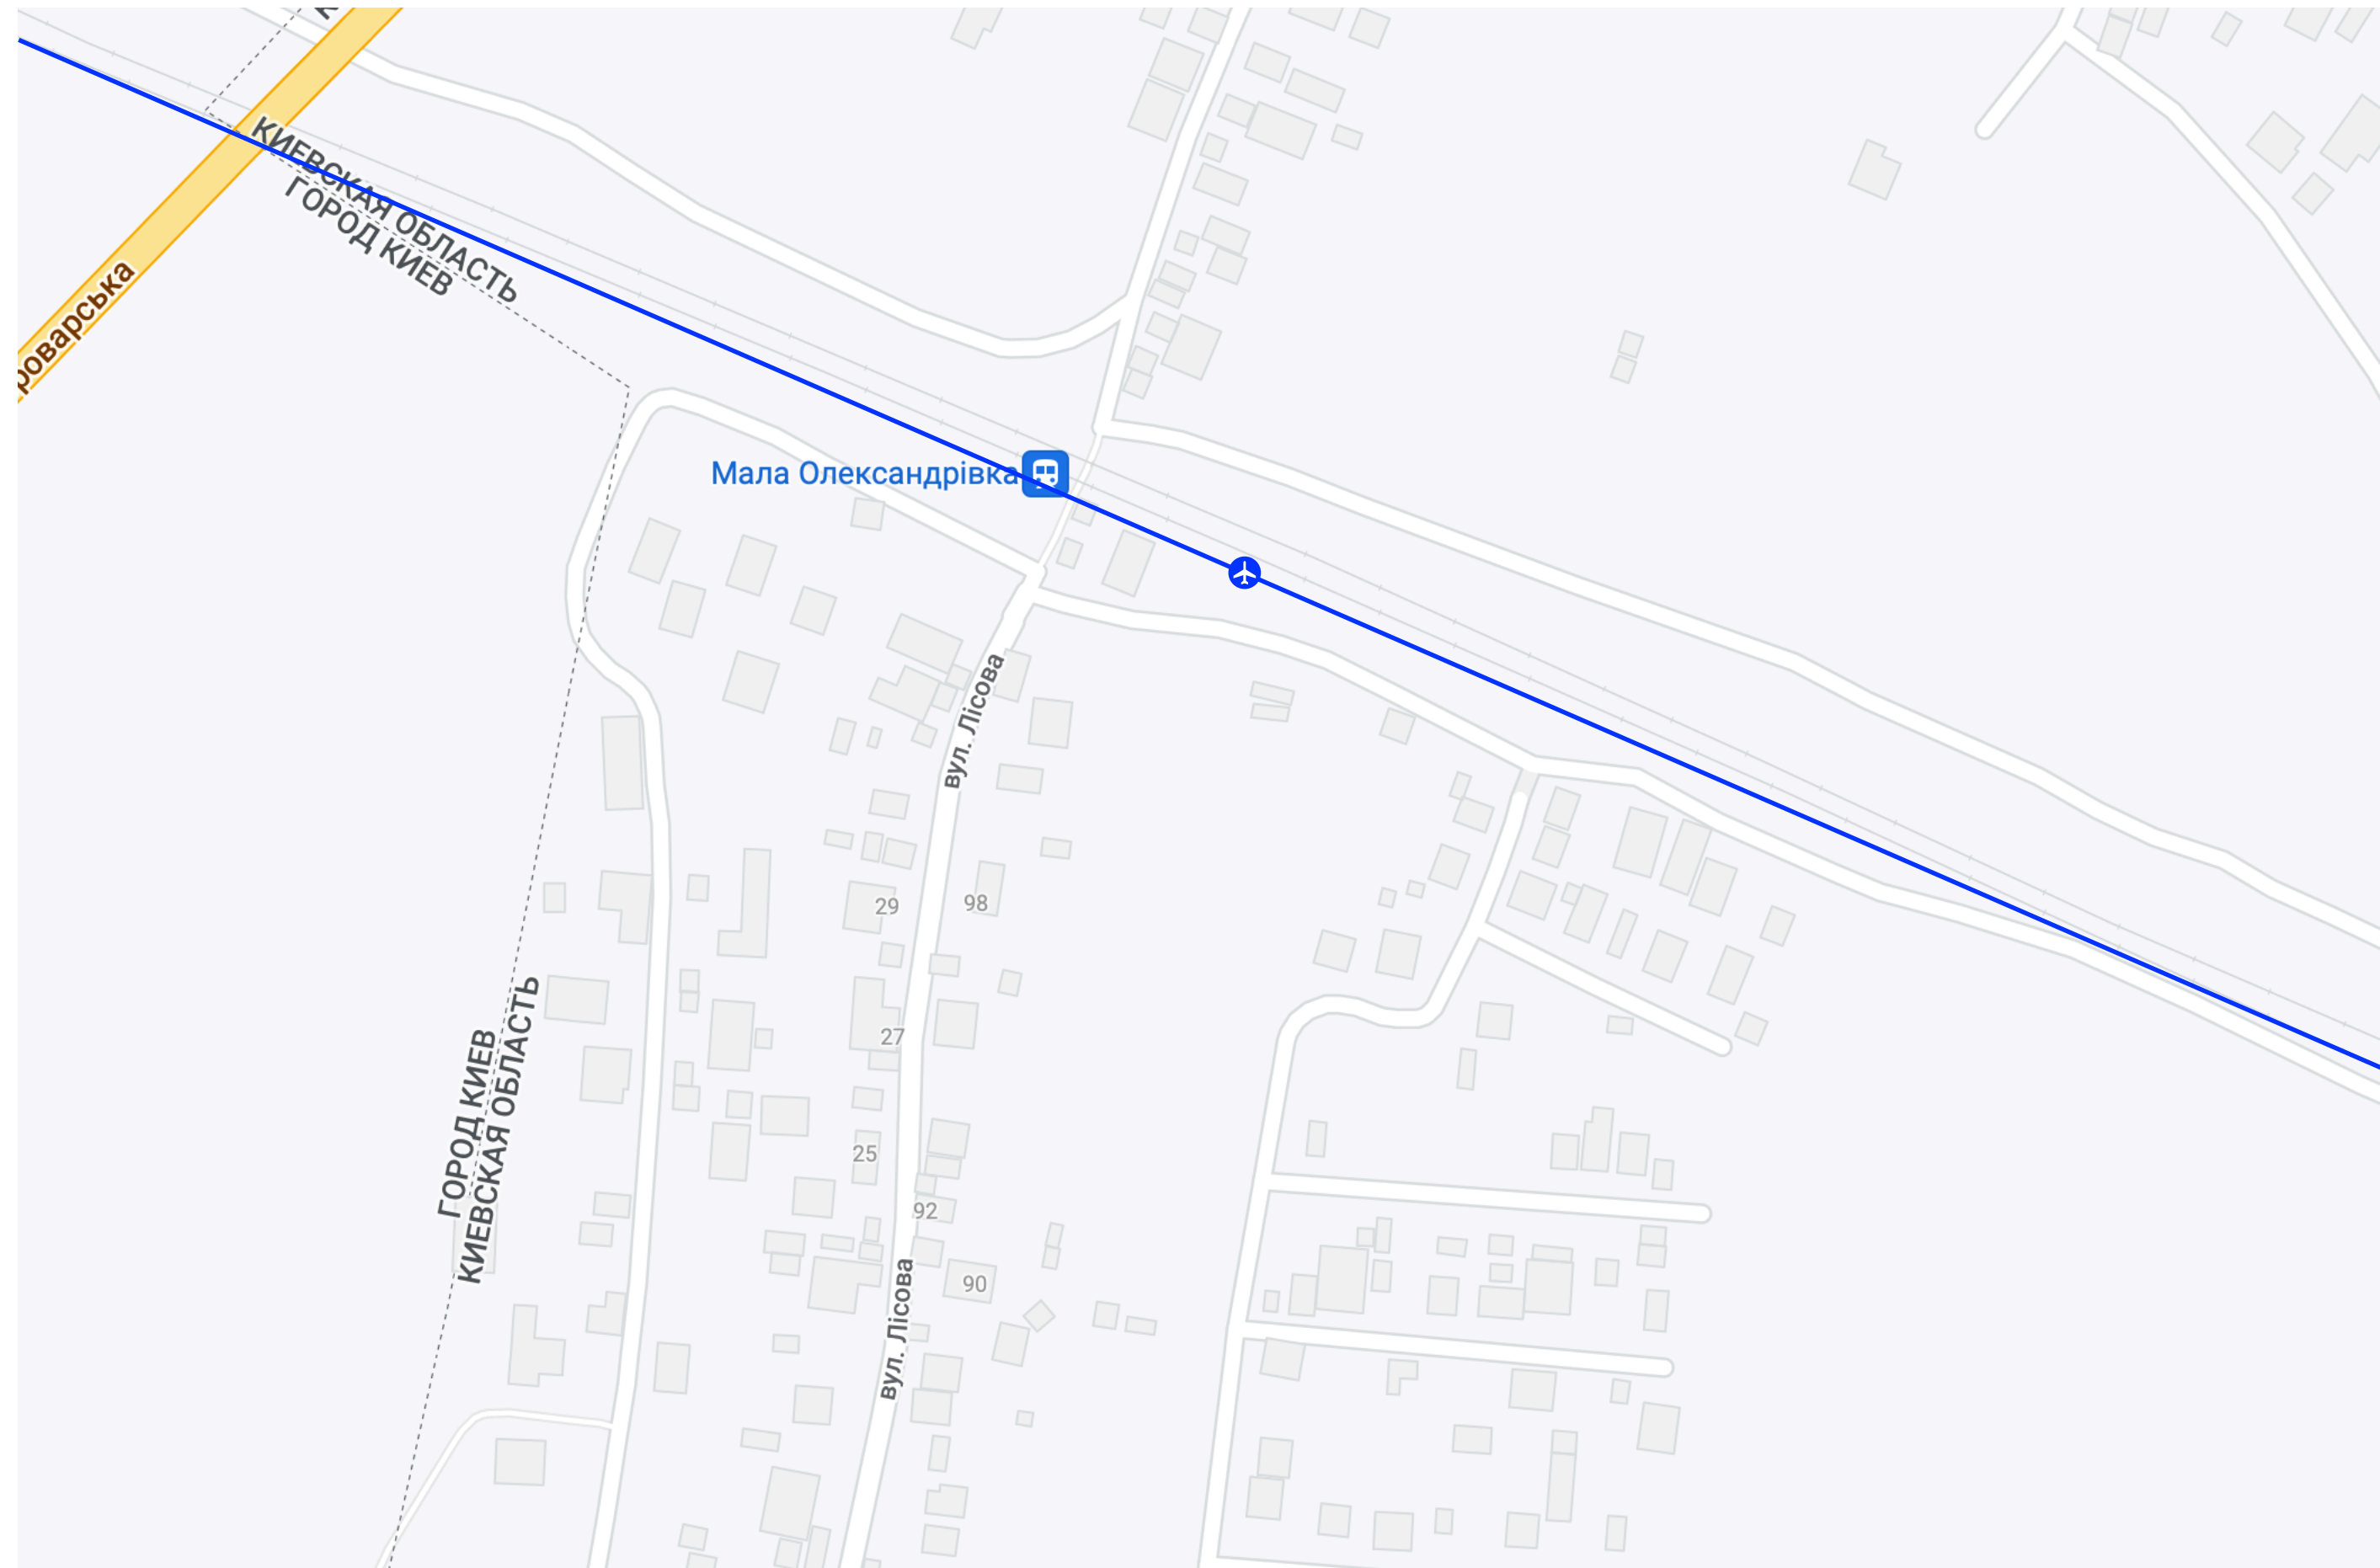 КИЕВСКАЯ ОБЛАСТЬ
ГОРОД КИЕВ
роварська
Мала Олександрівка
вул. Лісова
29
98
27
25
92
90
ГОРОД КИЕВ
КИЕВСКАЯ ОБЛАСТЬ
вул. Лісова